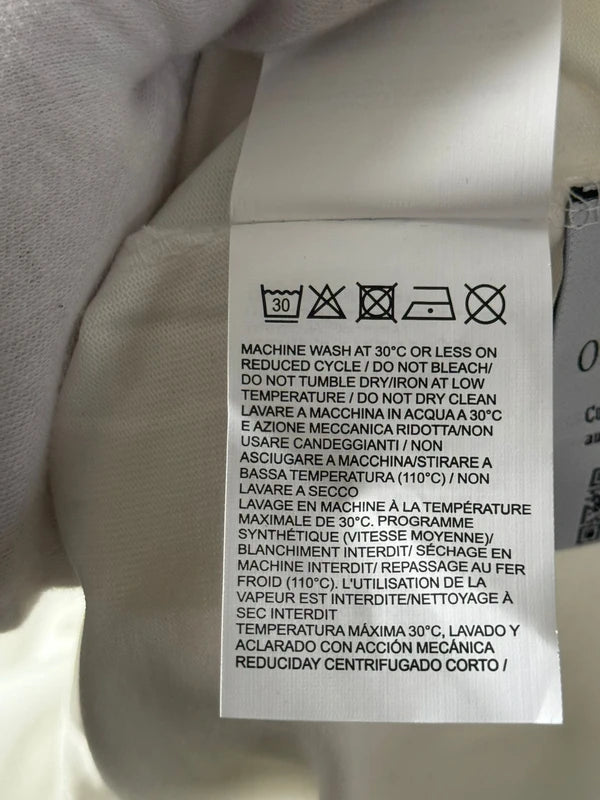 30
MACHINE WASH AT 30°C OR LESS ON
REDUCED CYCLE / DO NOT BLEACH/
DO NOT TUMBLE DRY/IRON AT LOW
TEMPERATURE / DO NOT DRY CLEAN
LAVARE A MACCHINA IN ACQUA A 30°C
E AZIONE MECCANICA RIDOTTA/NON
USARE CANDEGGIANTI / NON
ASCIUGARE A MACCHINA/STIRARE A
BASSA TEMPERATURA (110°C) / NON
LAVARE A SECCO
LAVAGE EN MACHINE À LA TEMPÉRATURE
MAXIMALE DE 30°C. PROGRAMME
SYNTHÉTIQUE (VITESSE MOYENNE)/
BLANCHIMENT INTERDIT/ SÉCHAGE EN
MACHINE INTERDIT/ REPASSAGE AU FER
FROID (110°C). L'UTILISATION DE LA
VAPEUR EST INTERDITE/NETTOYAGE À
SEC INTERDIT
TEMPERATURA MÁXIMA 30°C, LAVADO Y
ACLARADO CON ACCIÓN MECÁNICA
REDUCIDAY CENTRIFUGADO CORTO /